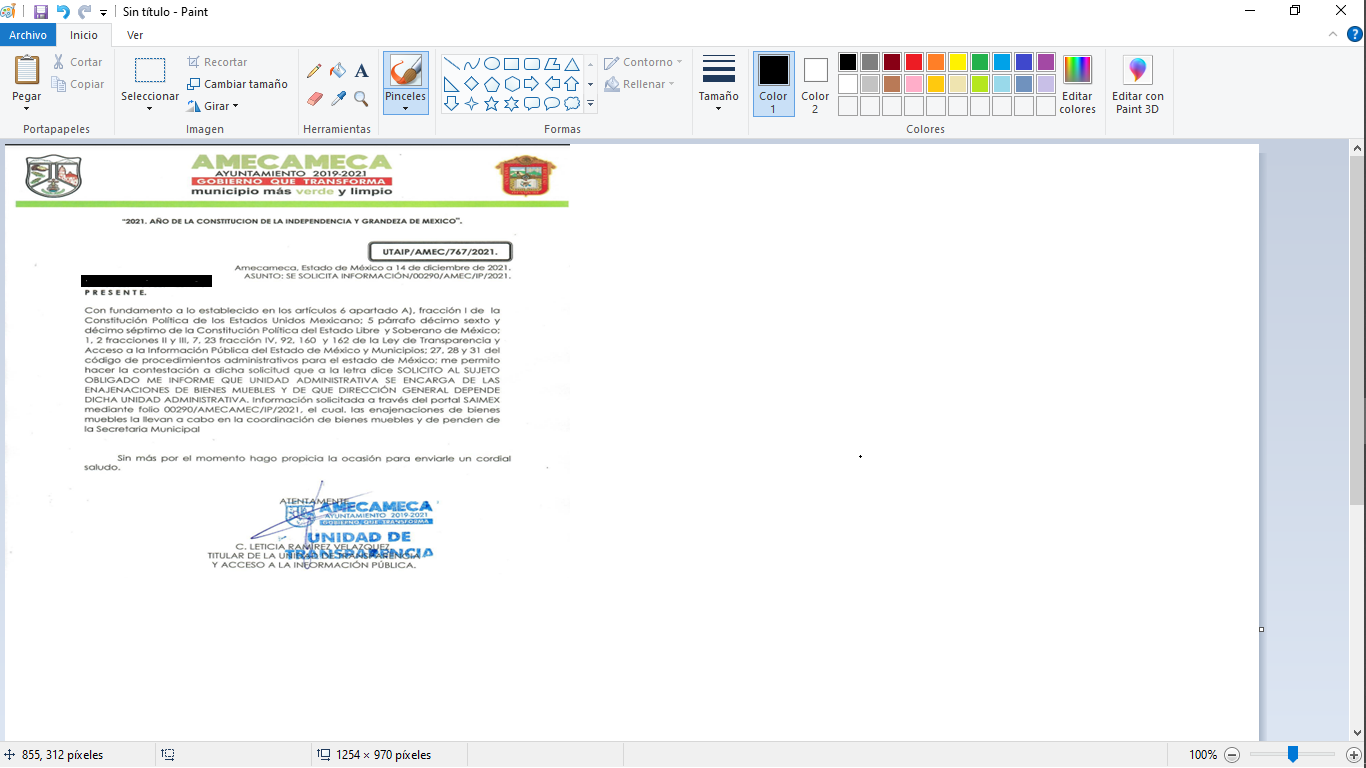 Sin título - Paint
Archivo Inicio Ver
Pegar
Cortar
Copiar
Portapapeles
Seleccionar
Recortar
Cambiar tamaño
Girar
Imagen
Herramientas
Pinceles
Contorno
Rellenar
Formas
Tamaño
Color 1
Color 2
Editar colores
Colores
Editar con Paint 3D
AMECAMECA
AYUNTAMIENTO 2019-2021
GOBIERNO QUE TRANSFORMA
municipio más verde y limpio
"2021. AÑO DE LA CONSTITUCION DE LA INDEPENDENCIA Y GRANDEZA DE MEXICO".
UTAIP/AMEC/767/2021.
Amecameca, Estado de México a 14 de diciembre de 2021.
ASUNTO: SE SOLICITA INFORMACIÓN/00290/AMEC/IP/2021.
P R E S E N T E.
Con fundamento a lo establecido en los artículos 6 apartado A), fracción I de la
Constitución Política de los Estados Unidos Mexicano; 5 párrafo décimo sexto y
décimo séptimo de la Constitución Política del Estado Libre y Soberano de México;
1, 2 fracciones II y III, 7, 23 fracción IV, 92, 160 y 162 de la Ley de Transparencia y
Acceso a la Información Pública del Estado de México y Municipios; 27, 28 y 31 del
código de procedimientos administrativos para el estado de México; me permito
hacer la contestación a dicha solicitud que a la letra dice SOLICITO AL SUJETO
OBLIGADO ME INFORME QUE UNIDAD ADMINISTRATIVA SE ENCARGA DE LAS
ENAJENACIONES DE BIENES MUEBLES Y DE QUE DIRECCIÓN GENERAL DEPENDE
DICHA UNIDAD ADMINISTRATIVA. Información solicitada a través del portal SAIMEX
mediante folio 00290/AMECAMEC/IP/2021, el cual. las enajenaciones de bienes
muebles la llevan a cabo en la coordinación de bienes muebles y de penden de
la Secretaria Municipal
Sin más por el momento hago propicia la ocasión para enviarle un cordial
saludo.
ATENTAMENTE
AMECAMECA
AYUNTAMIENTO 2019-2021
GOBIERNO, QUE TRANSFORMA
UNIDAD DE
TRANSPARENCIA
C. LETICIA RAMIREZ VELAZQUEZ
TITULAR DE LA UNIDAD DE TRANSPARENCIA
Y ACCESO A LA INFORMACIÓN PÚBLICA.
855, 312 píxeles
1254 × 970 píxeles
100%